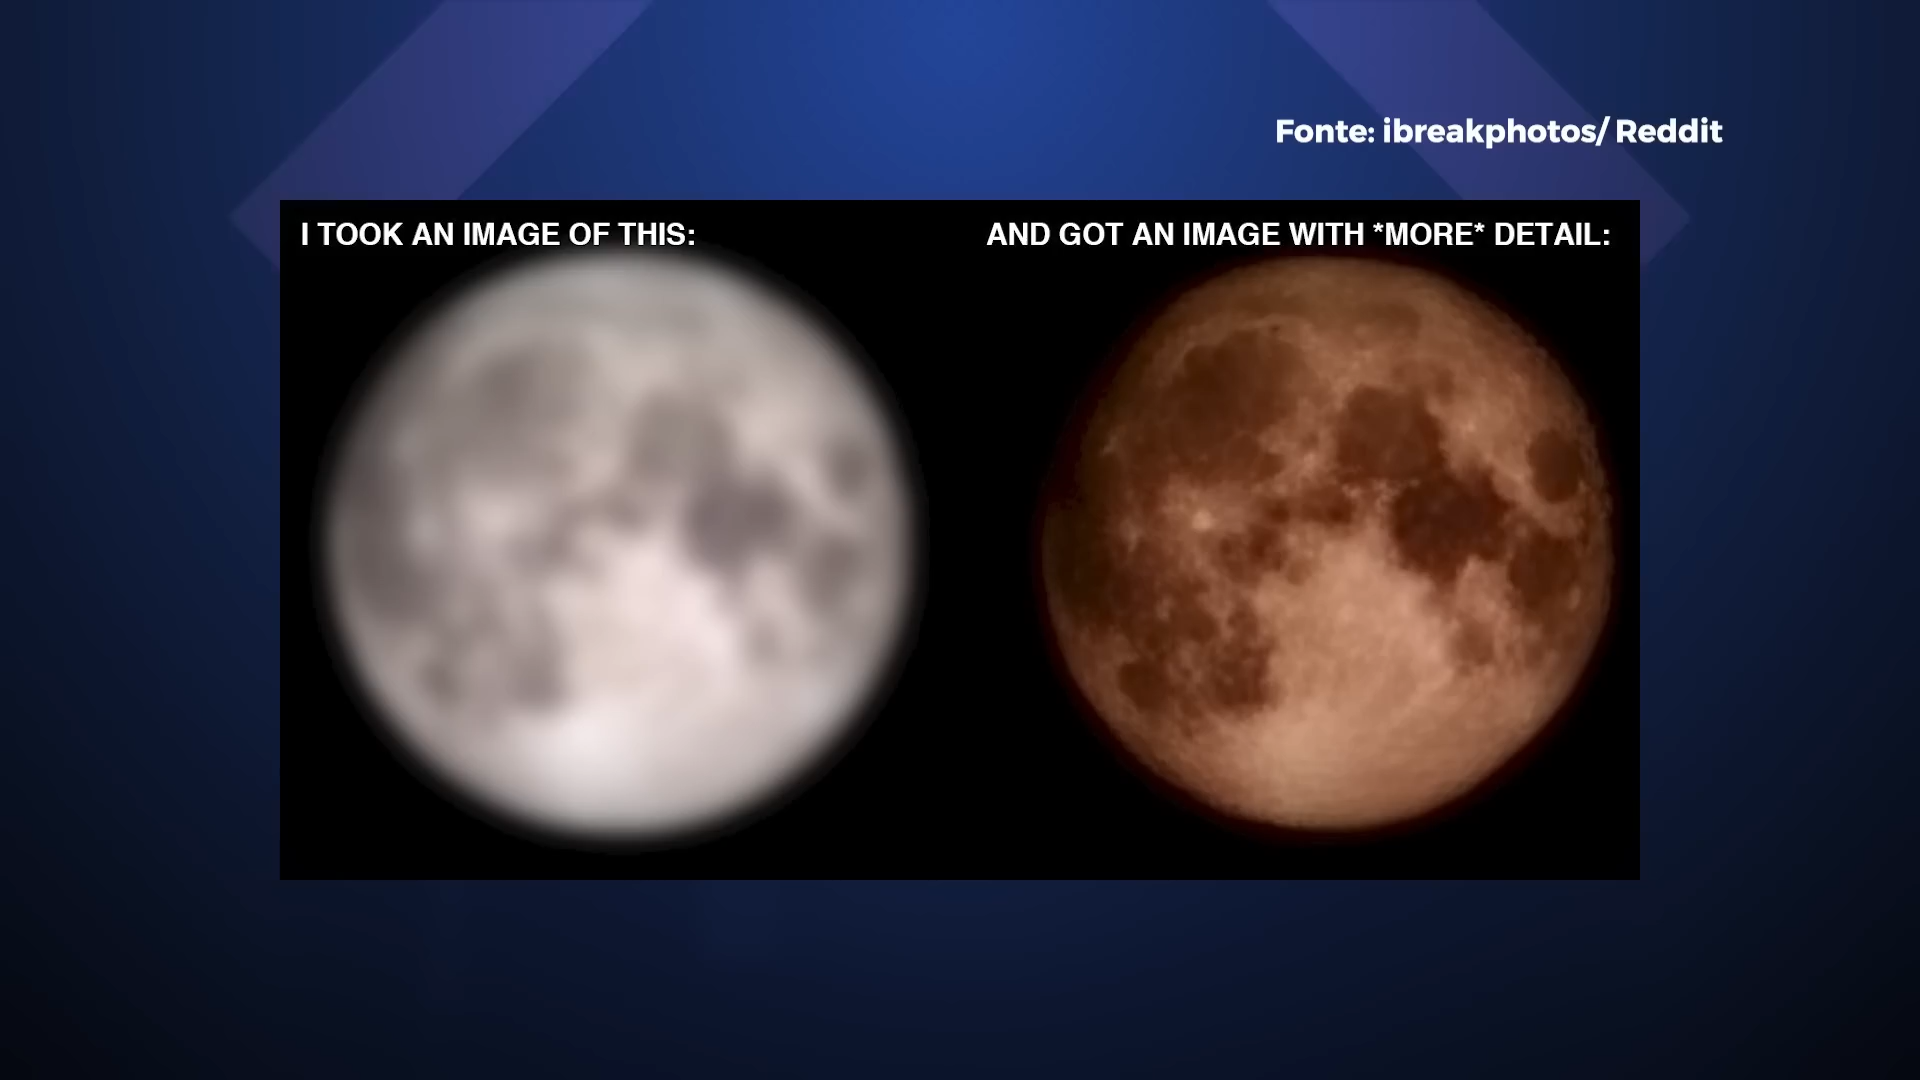 Fonte: ibreakphotos/ Reddit
I TOOK AN IMAGE OF THIS:
AND GOT AN IMAGE WITH *MORE* DETAIL: